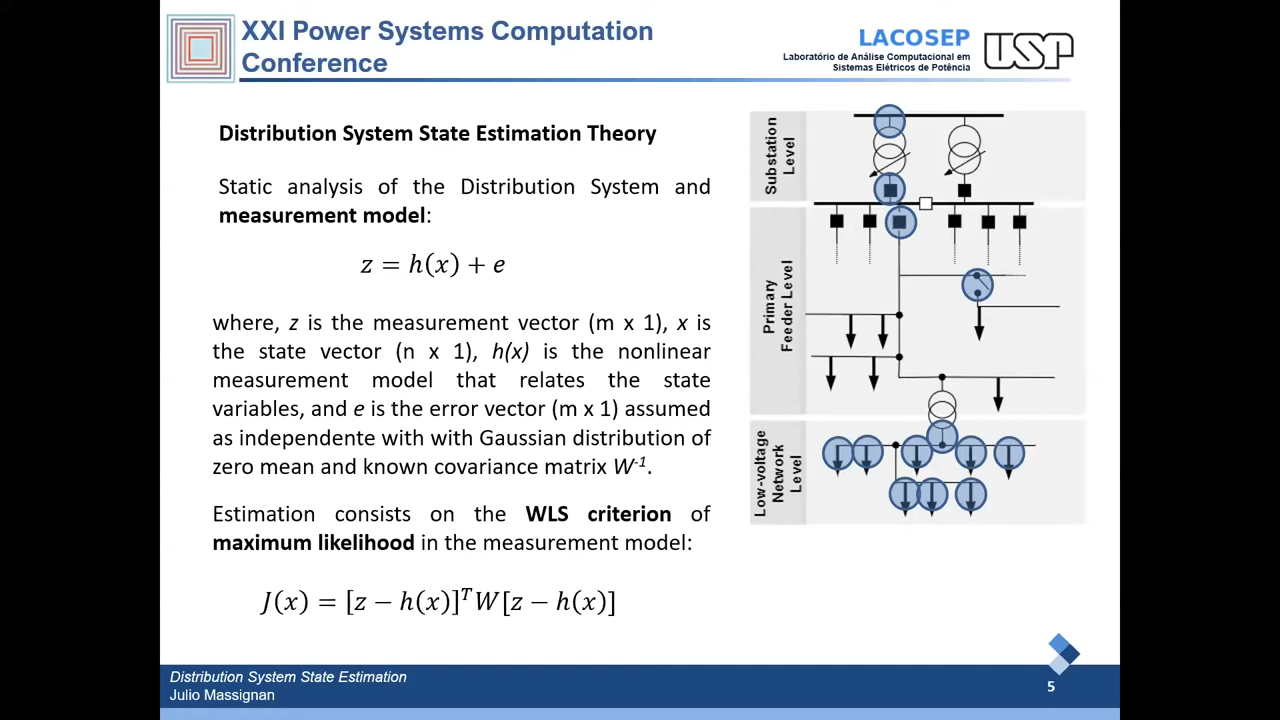 XXI Power Systems Computation
Conference
LACOSEP
Laboratório de Análise Computacional em
Sistemas Elétricos de Potência
USP
Distribution System State Estimation Theory
Static analysis of the Distribution System and
measurement model:
z = h(x) + e
where, z is the measurement vector (m x 1), x is
the state vector (n x 1), h(x) is the nonlinear
measurement model that relates the state
variables, and e is the error vector (m x 1) assumed
as independente with with Gaussian distribution of
zero mean and known covariance matrix W⁻¹.
Estimation consists on the WLS criterion of
maximum likelihood in the measurement model:
J(x) = [z − h(x)]ᵀW[z − h(x)]
Substation
Level
Primary
Feeder Level
Low-voltage
Network
Level
Distribution System State Estimation
Julio Massignan
5